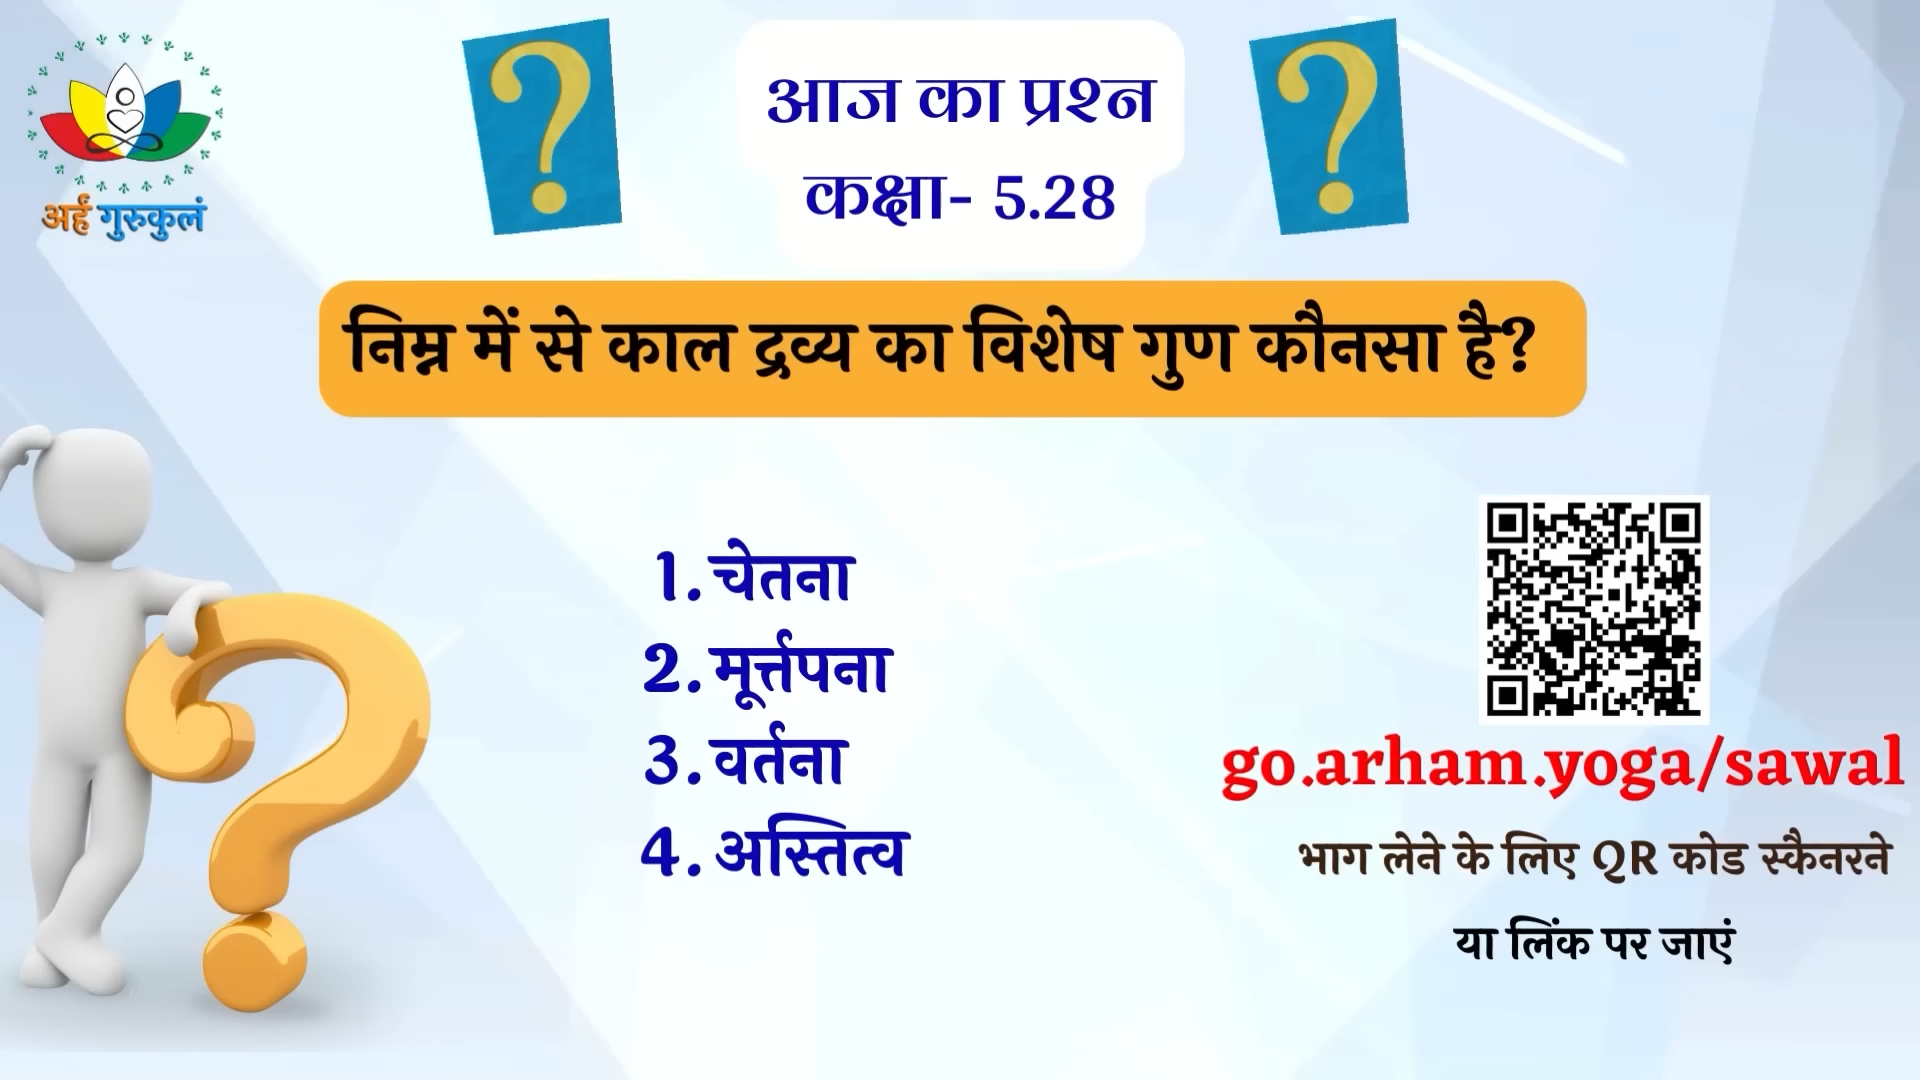 आज का प्रश्न
कक्षा- 5.28
अर्हं गुरुकुलं
निम्न में से काल द्रव्य का विशेष गुण कौनसा है?
1. चेतना
2. मूर्त्तपना
3. वर्तना
4. अस्तित्व
go.arham.yoga/sawal
भाग लेने के लिए QR कोड स्कैनरने
या लिंक पर जाएं